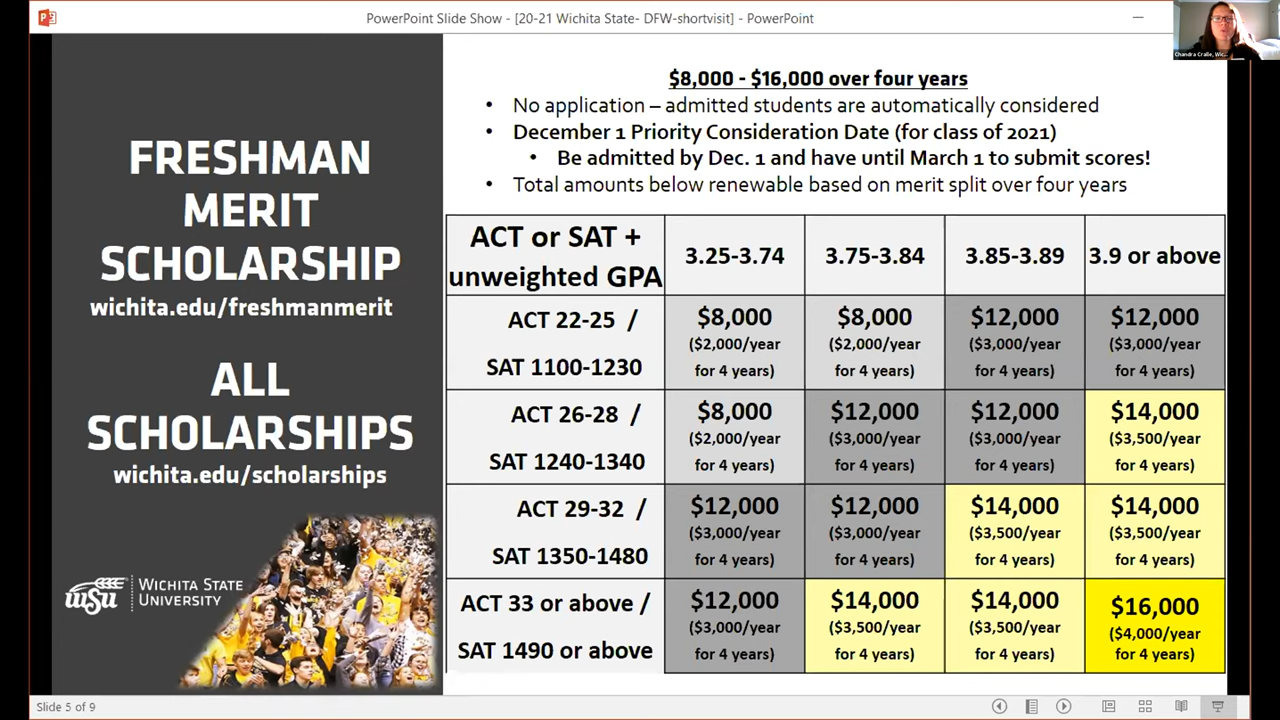 PowerPoint Slide Show - [20-21 Wichita State- DFW-shortvisit] - PowerPoint
Chandra Cralle, Wic...
FRESHMAN
MERIT
SCHOLARSHIP
wichita.edu/freshmanmerit
ALL
SCHOLARSHIPS
wichita.edu/scholarships
wsu
WICHITA STATE
UNIVERSITY
$8,000 - $16,000 over four years
• No application – admitted students are automatically considered
• December 1 Priority Consideration Date (for class of 2021)
• Be admitted by Dec. 1 and have until March 1 to submit scores!
• Total amounts below renewable based on merit split over four years
ACT or SAT +
unweighted GPA
3.25-3.74 3.75-3.84 3.85-3.89 3.9 or above
ACT 22-25 / $8,000 $8,000 $12,000 $12,000
($2,000/year ($2,000/year ($3,000/year ($3,000/year
SAT 1100-1230 for 4 years) for 4 years) for 4 years) for 4 years)
ACT 26-28 / $8,000 $12,000 $12,000 $14,000
($2,000/year ($3,000/year ($3,000/year ($3,500/year
SAT 1240-1340 for 4 years) for 4 years) for 4 years) for 4 years)
ACT 29-32 / $12,000 $12,000 $14,000 $14,000
($3,000/year ($3,000/year ($3,500/year ($3,500/year
SAT 1350-1480 for 4 years) for 4 years) for 4 years) for 4 years)
ACT 33 or above / $12,000 $14,000 $14,000 $16,000
($3,000/year ($3,500/year ($3,500/year ($4,000/year
SAT 1490 or above for 4 years) for 4 years) for 4 years) for 4 years)
Slide 5 of 9